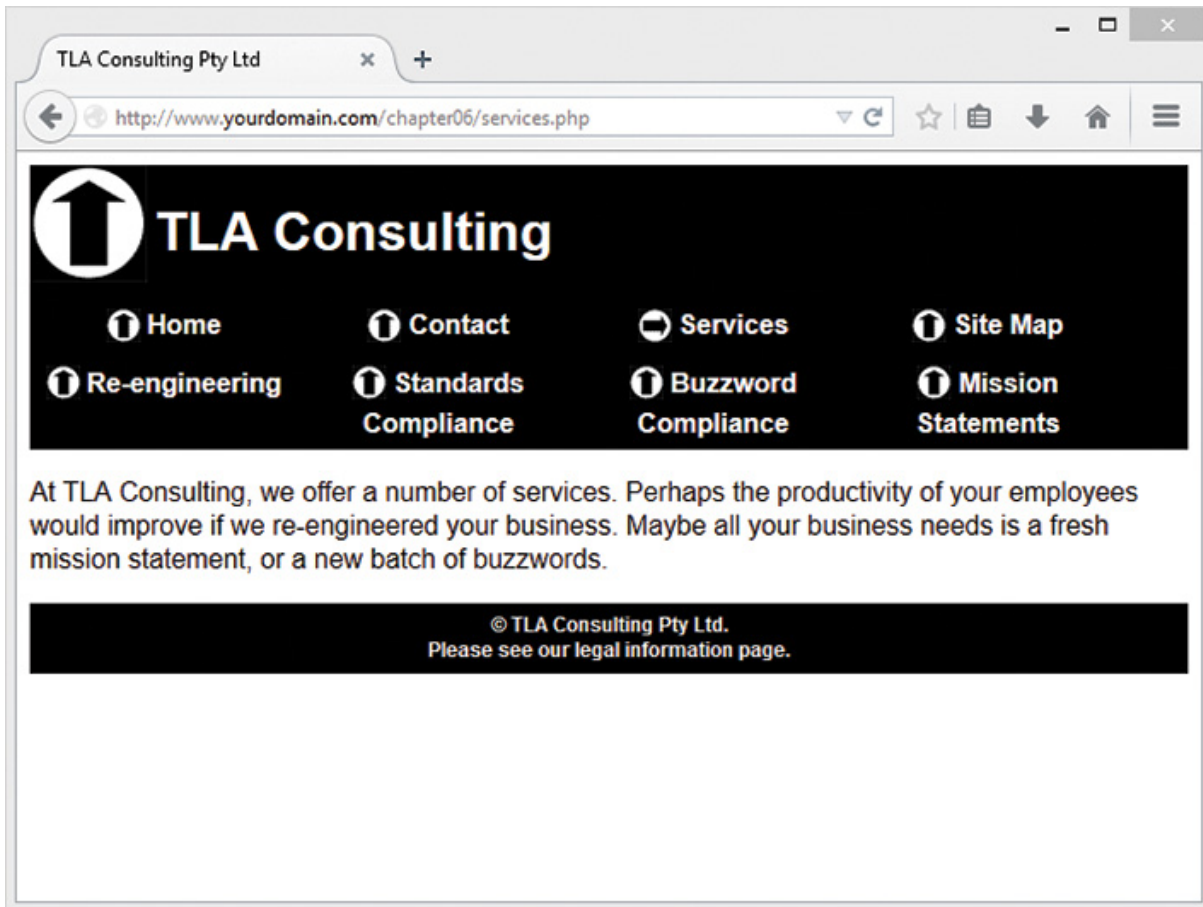 TLA Consulting Pty Ltd
http://www.yourdomain.com/chapter06/services.php
TLA Consulting
Home Contact Services Site Map
Re-engineering Standards Buzzword Mission
Compliance Compliance Statements
At TLA Consulting, we offer a number of services. Perhaps the productivity of your employees
would improve if we re-engineered your business. Maybe all your business needs is a fresh
mission statement, or a new batch of buzzwords.
© TLA Consulting Pty Ltd.
Please see our legal information page.